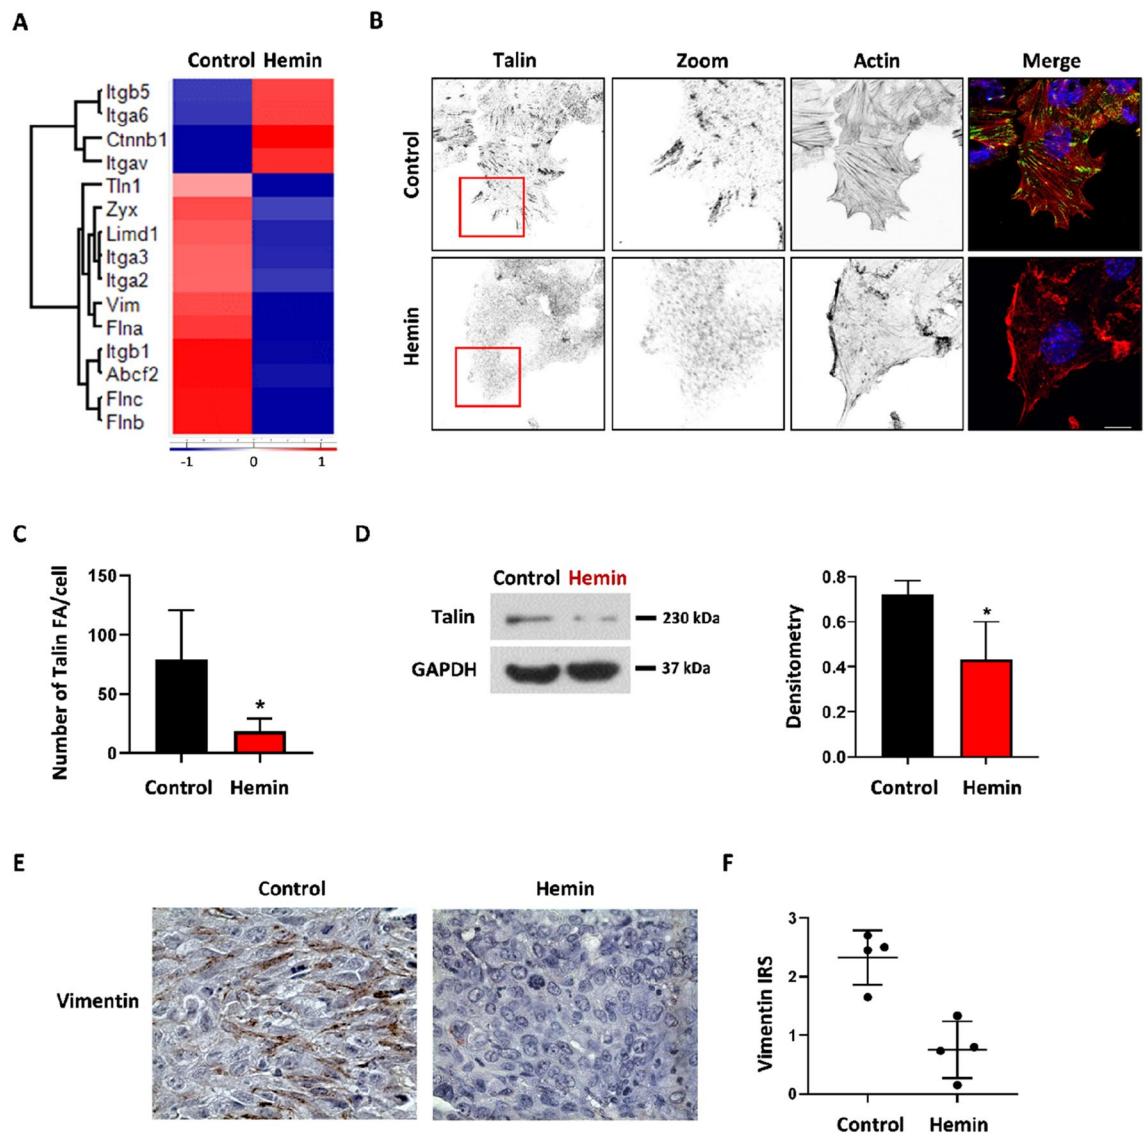 A
Control Hemin
Itgb5
Itga6
Ctnnb1
Itgav
Tln1
Zyx
Limd1
Itga3
Itga2
Vim
Flna
Itgb1
Abcf2
Flnc
Flnb
-1 0 1
B
Talin Zoom Actin Merge
Control
Hemin
C
Number of Talin FA/cell
150
100
50
0
Control Hemin
*
D
Control Hemin
Talin 230 kDa
GAPDH 37 kDa
Densitometry
0.8
0.6
0.4
0.2
0.0
*
Control Hemin
E
Control Hemin
Vimentin
F
Vimentin IRS
3
2
1
0
Control Hemin